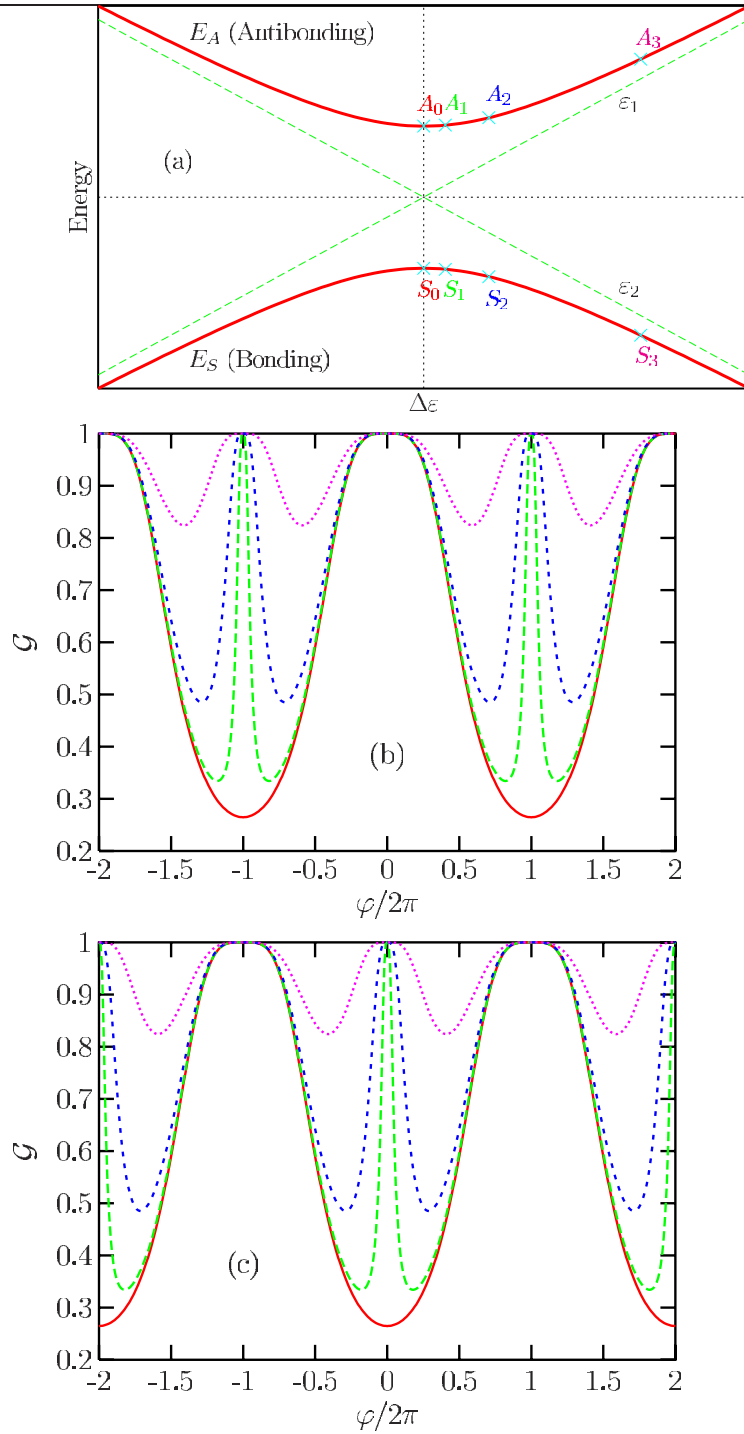 E_A (Antibonding)
A_3
A_0 A_1 A_2
ε_1
(a)
Energy
S_0 S_1 S_2
ε_2
S_3
E_S (Bonding)
Δε
1
0.9
0.8
0.7
0.6
0.5
0.4
0.3
0.2
𝒢
(b)
-2 -1.5 -1 -0.5 0 0.5 1 1.5 2
φ/2π
1
0.9
0.8
0.7
0.6
0.5
0.4
0.3
0.2
𝒢
(c)
-2 -1.5 -1 -0.5 0 0.5 1 1.5 2
φ/2π